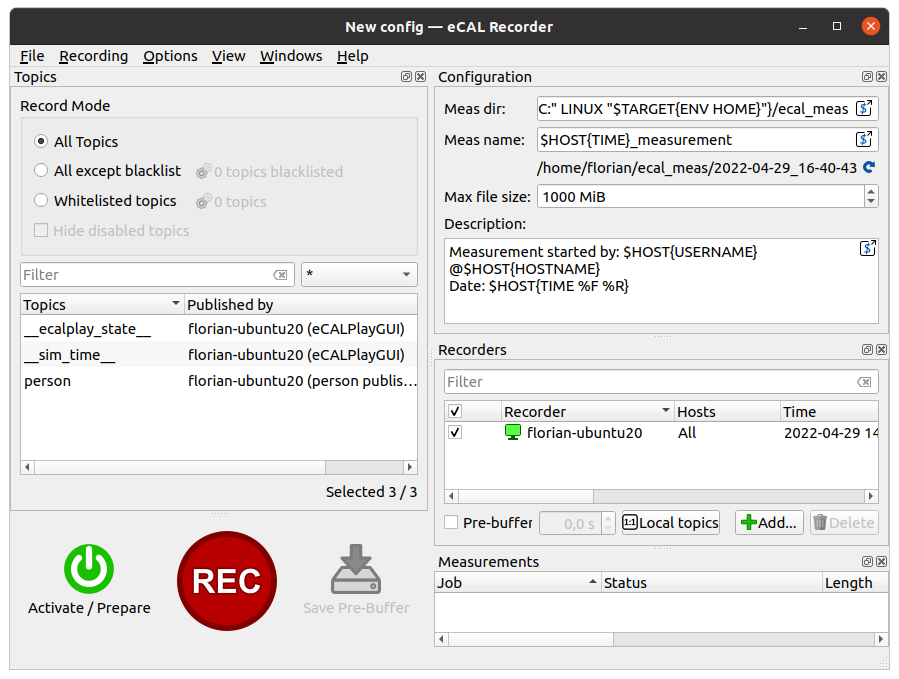 New config — eCAL Recorder
File Recording Options View Windows Help
Topics
Record Mode
All Topics
All except blacklist 0 topics blacklisted
Whitelisted topics 0 topics
Hide disabled topics
Filter *
Topics Published by
__ecalplay_state__ florian-ubuntu20 (eCALPlayGUI)
__sim_time__ florian-ubuntu20 (eCALPlayGUI)
person florian-ubuntu20 (person publis...
Selected 3 / 3
Activate / Prepare
REC
Save Pre-Buffer
Configuration
Meas dir: C:" LINUX "$TARGET{ENV HOME}"}/ecal_meas $
Meas name: $HOST{TIME}_measurement $
/home/florian/ecal_meas/2022-04-29_16-40-43
Max file size: 1000 MiB
Description:
Measurement started by: $HOST{USERNAME} $
@$HOST{HOSTNAME}
Date: $HOST{TIME %F %R}
Recorders
Filter
Recorder Hosts Time
florian-ubuntu20 All 2022-04-29 14
Pre-buffer 0,0 s 1:1 Local topics Add... Delete
Measurements
Job Status Length